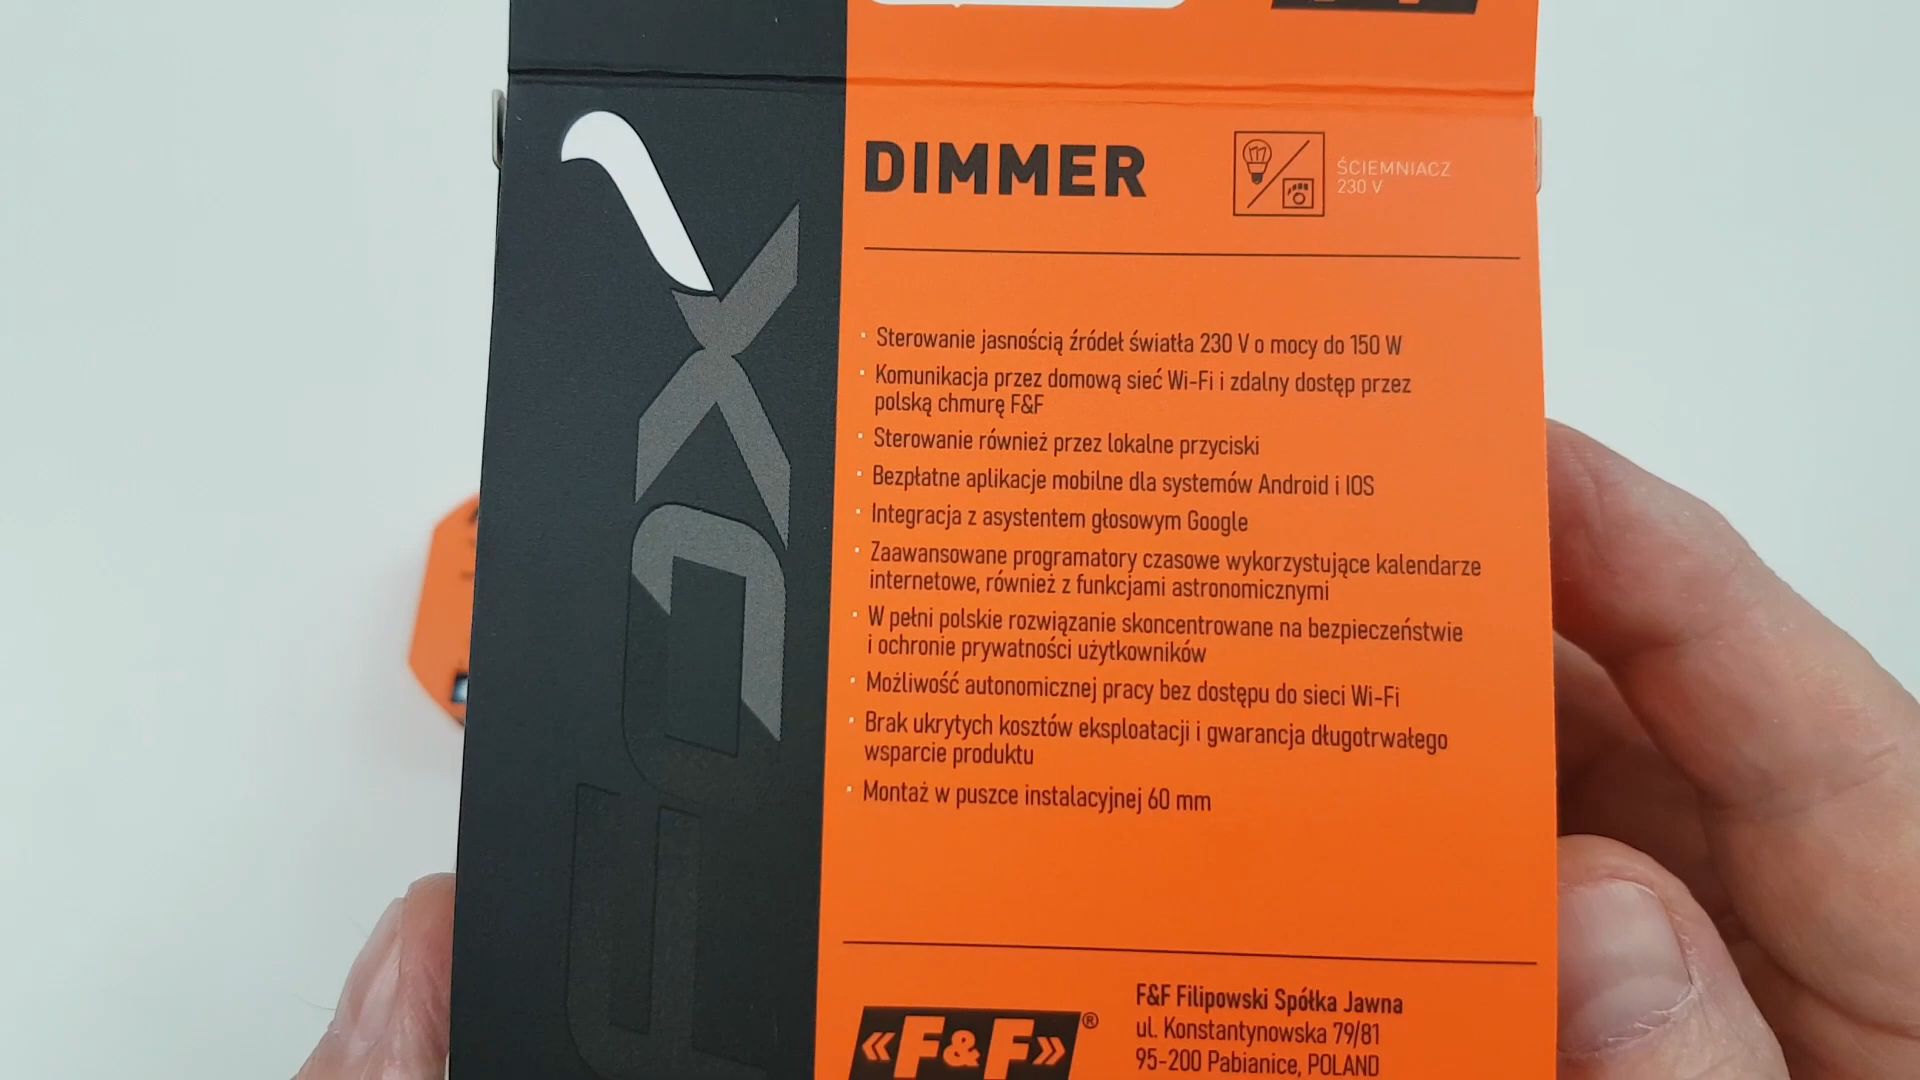 DIMMER
ŚCIEMNIACZ
230 V
FOX
· Sterowanie jasnością źródeł światła 230 V o mocy do 150 W
· Komunikacja przez domową sieć Wi-Fi i zdalny dostęp przez
polską chmurę F&F
· Sterowanie również przez lokalne przyciski
· Bezpłatne aplikacje mobilne dla systemów Android i IOS
· Integracja z asystentem głosowym Google
· Zaawansowane programatory czasowe wykorzystujące kalendarze
internetowe, również z funkcjami astronomicznymi
· W pełni polskie rozwiązanie skoncentrowane na bezpieczeństwie
i ochronie prywatności użytkowników
· Możliwość autonomicznej pracy bez dostępu do sieci Wi-Fi
· Brak ukrytych kosztów eksploatacji i gwarancja długotrwałego
wsparcie produktu
· Montaż w puszce instalacyjnej 60 mm
«F&F»®
F&F Filipowski Spółka Jawna
ul. Konstantynowska 79/81
95-200 Pabianice, POLAND